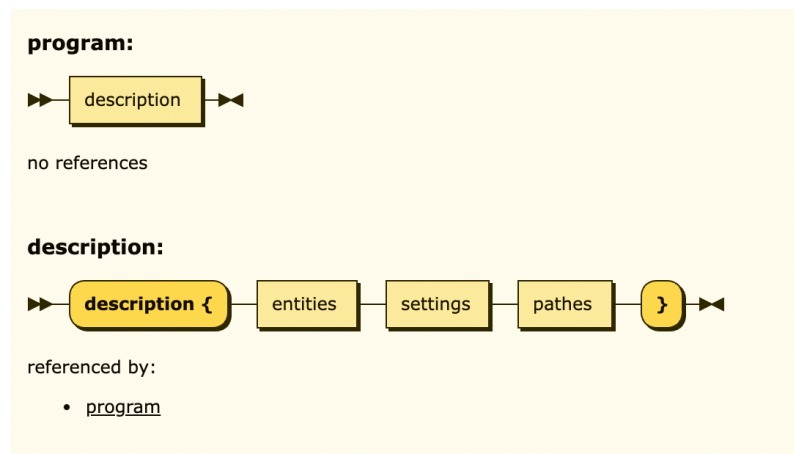 program:
description
no references
description:
description { entities settings pathes }
referenced by:
• program